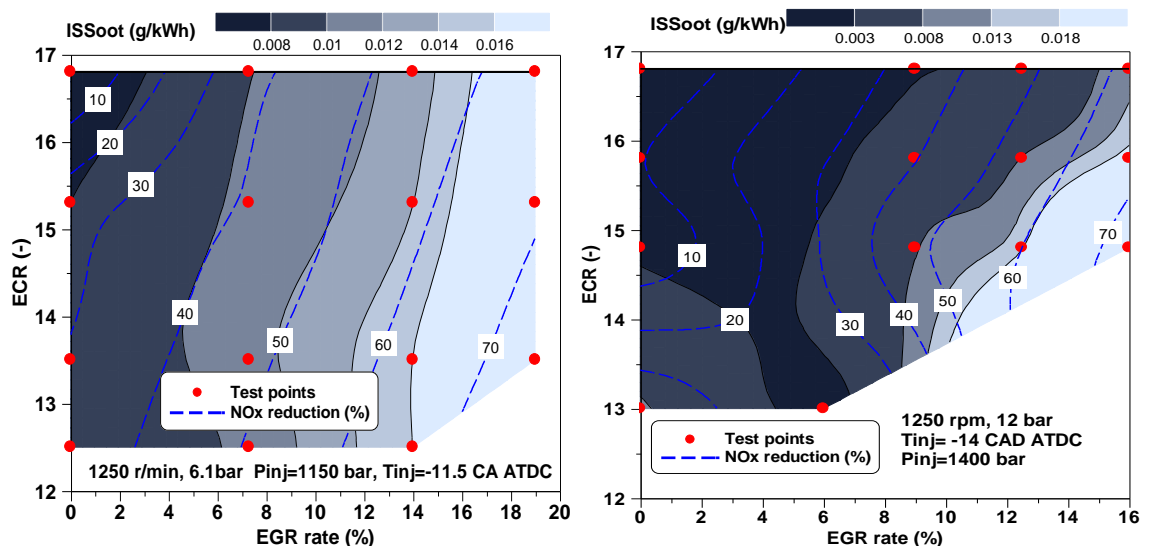 ISSoot (g/kWh)
0.008 0.01 0.012 0.014 0.016
17
16
15
14
13
12
ECR (-)
10
20
30
40
50
60
70
Test points
NOx reduction (%)
1250 r/min, 6.1bar Pinj=1150 bar, Tinj=-11.5 CA ATDC
0 2 4 6 8 10 12 14 16 18 20
EGR rate (%)
ISSoot (g/kWh)
0.003 0.008 0.013 0.018
17
16
15
14
13
12
ECR (-)
10
20
30
40
50
60
70
Test points
NOx reduction (%)
1250 rpm, 12 bar
Tinj= -14 CAD ATDC
Pinj=1400 bar
0 2 4 6 8 10 12 14 16
EGR rate (%)